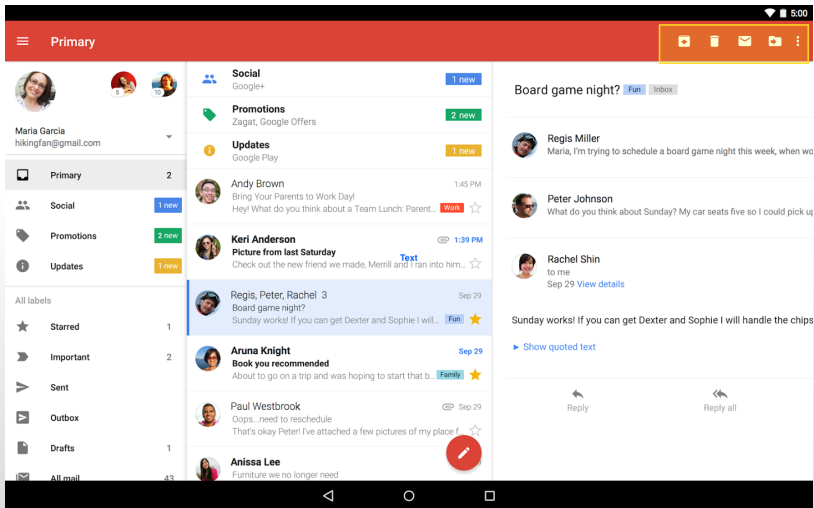 5:00
Primary
5
10
Maria Garcia
hikingfan@gmail.com
Primary 2
Social 1 new
Promotions 2 new
Updates 1 new
All labels
Starred 1
Important 2
Sent
Outbox
Drafts 1
All mail 43
Social
Google+
1 new
Promotions
Zagat, Google Offers
2 new
Updates
Google Play
1 new
Andy Brown 1:45 PM
Bring Your Parents to Work Day!
Hey! What do you think about a Team Lunch: Parent... Work
Keri Anderson 1:39 PM
Picture from last Saturday
Text
Check out the new friend we made, Merrill and I ran into him...
Regis, Peter, Rachel 3 Sep 29
Board game night?
Sunday works! If you can get Dexter and Sophie I will... Fun
Aruna Knight Sep 29
Book you recommended
About to go on a trip and was hoping to start that b.. Family
Paul Westbrook Sep 29
Oops...need to reschedule
That's okay Peter! I've attached a few pictures of my place f...
Anissa Lee
Furniture we no longer need
Board game night? Fun Inbox
Regis Miller
Maria, I'm trying to schedule a board game night this week, when wo
Peter Johnson
What do you think about Sunday? My car seats five so I could pick up
Rachel Shin
to me
Sep 29 View details
Sunday works! If you can get Dexter and Sophie I will handle the chips
► Show quoted text
Reply
Reply all